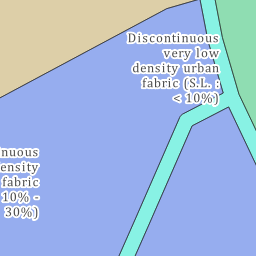 Discontinuous
very low
density urban
fabric (S.L. :
< 10%)
nuous
ensity
fabric
10% -
30%)